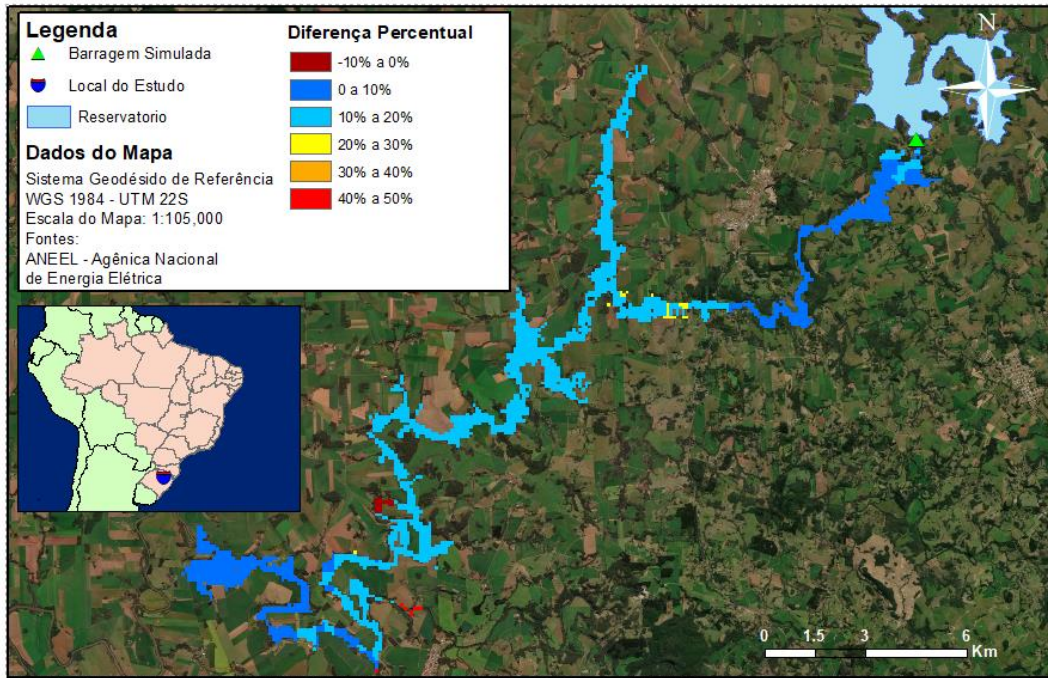 Legenda
Barragem Simulada
Local do Estudo
Reservatorio
Dados do Mapa
Sistema Geodésido de Referência
WGS 1984 - UTM 22S
Escala do Mapa: 1:105,000
Fontes:
ANEEL - Agênica Nacional
de Energia Elétrica
Diferença Percentual
-10% a 0%
0 a 10%
10% a 20%
20% a 30%
30% a 40%
40% a 50%
N
0 1.5 3 6
Km